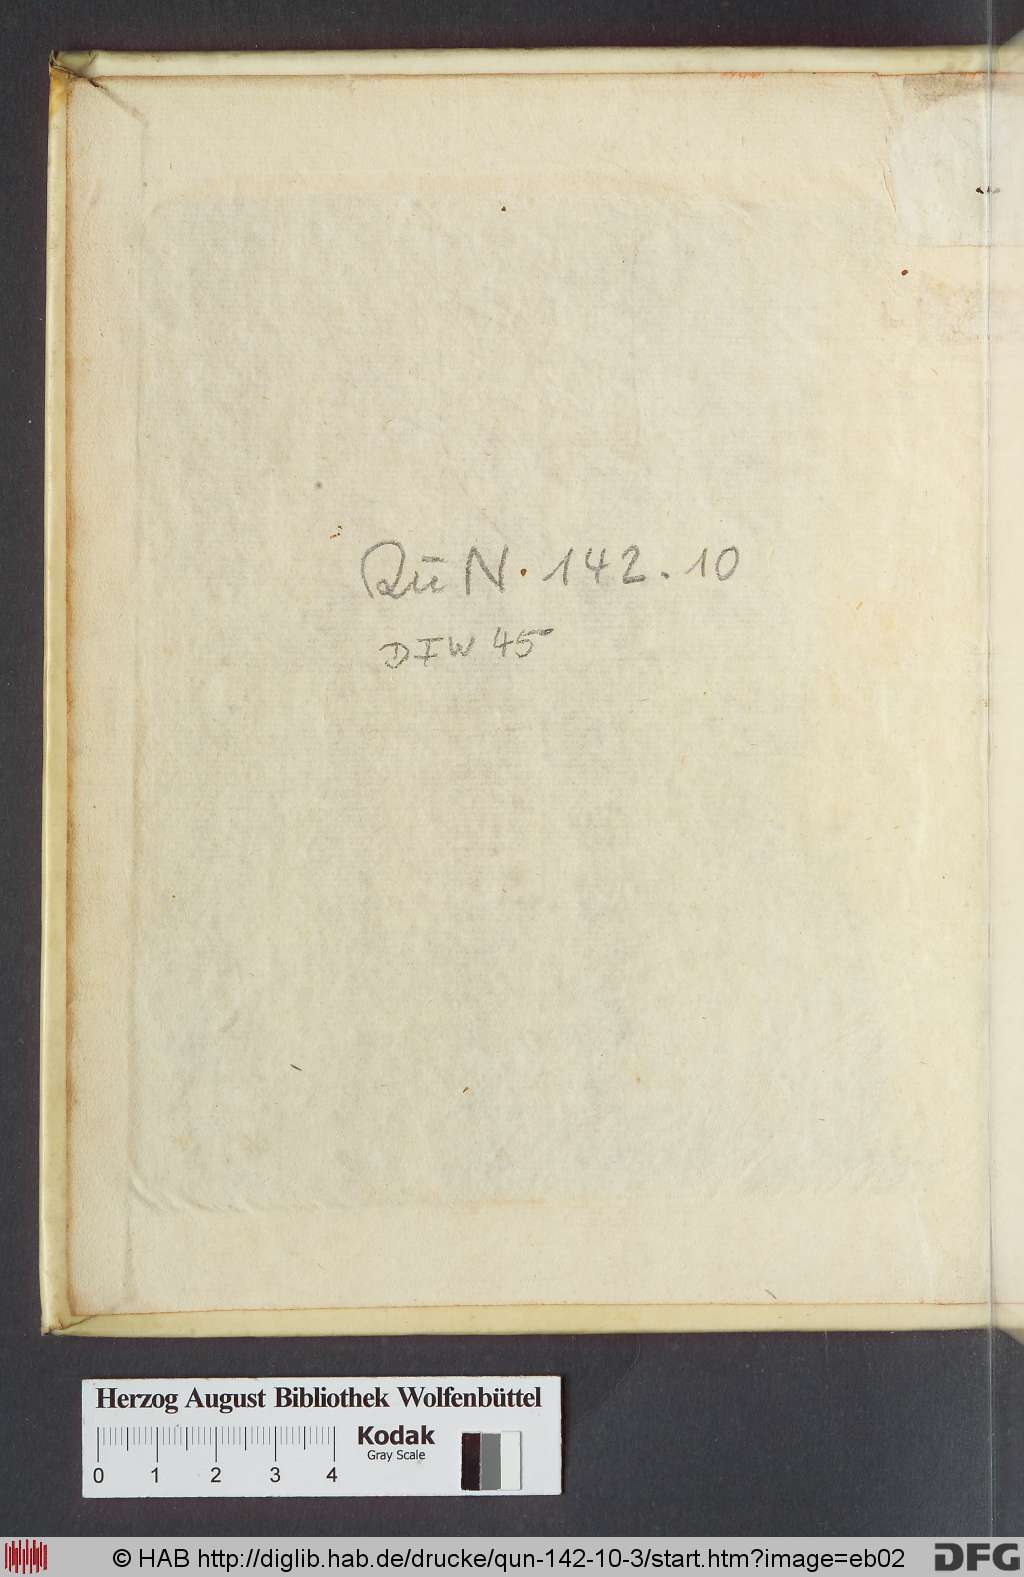 Qu N. 142. 10
DFW 45
Herzog August Bibliothek Wolfenbüttel
Kodak
Gray Scale
0 1 2 3 4
© HAB http://diglib.hab.de/drucke/qun-142-10-3/start.htm?image=eb02
DFG